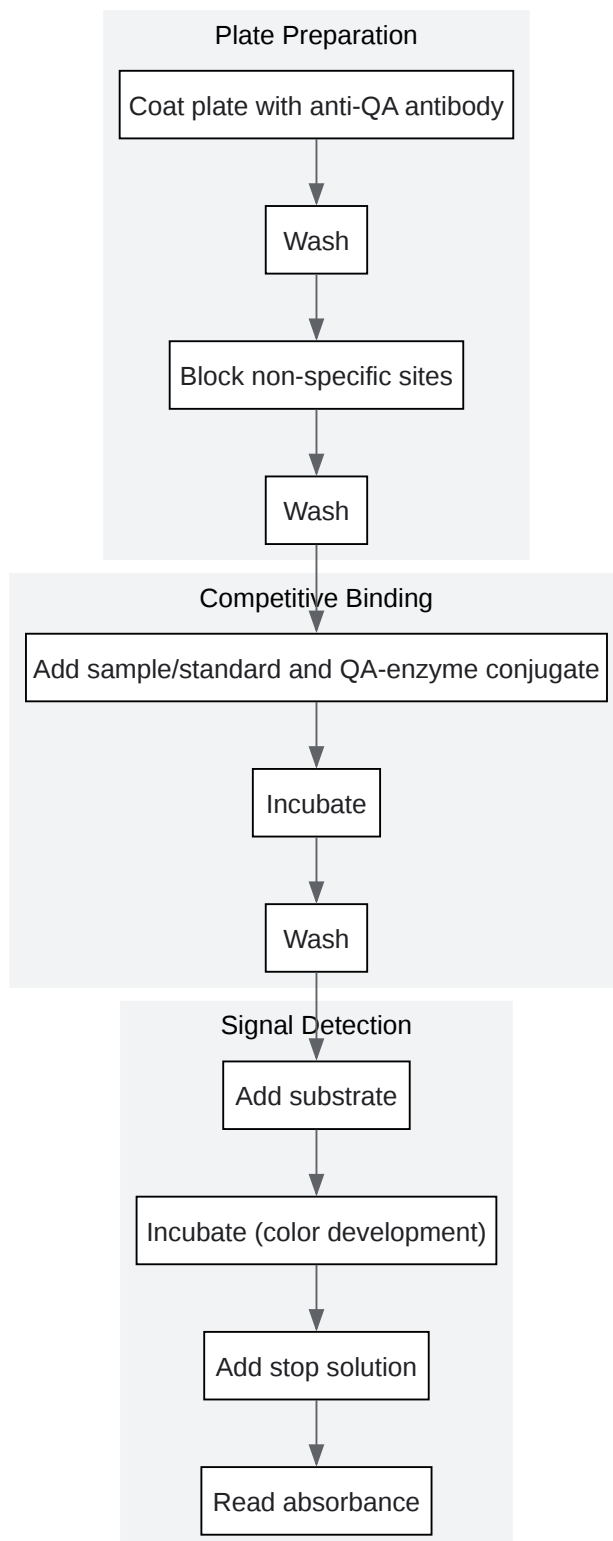 Plate Preparation
Coat plate with anti-QA antibody
Wash
Block non-specific sites
Wash
Competitive Binding
Add sample/standard and QA-enzyme conjugate
Incubate
Wash
Signal Detection
Add substrate
Incubate (color development)
Add stop solution
Read absorbance